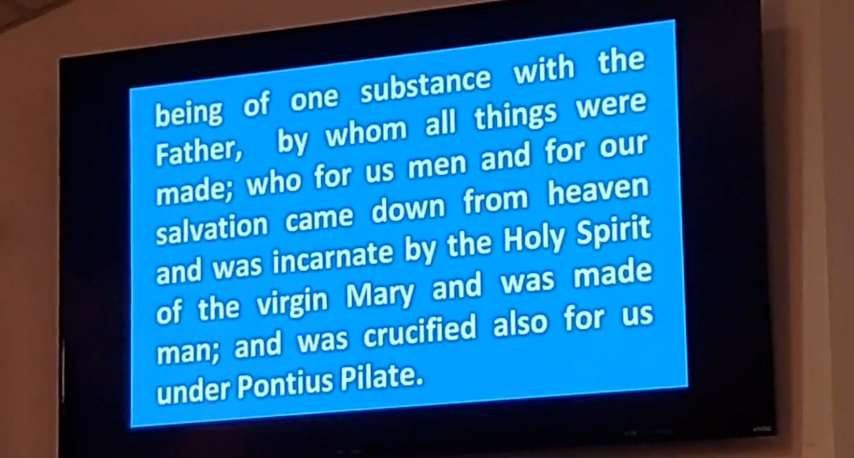 being of one substance with the
Father, by whom all things were
made; who for us men and for our
salvation came down from heaven
and was incarnate by the Holy Spirit
of the virgin Mary and was made
man; and was crucified also for us
under Pontius Pilate.